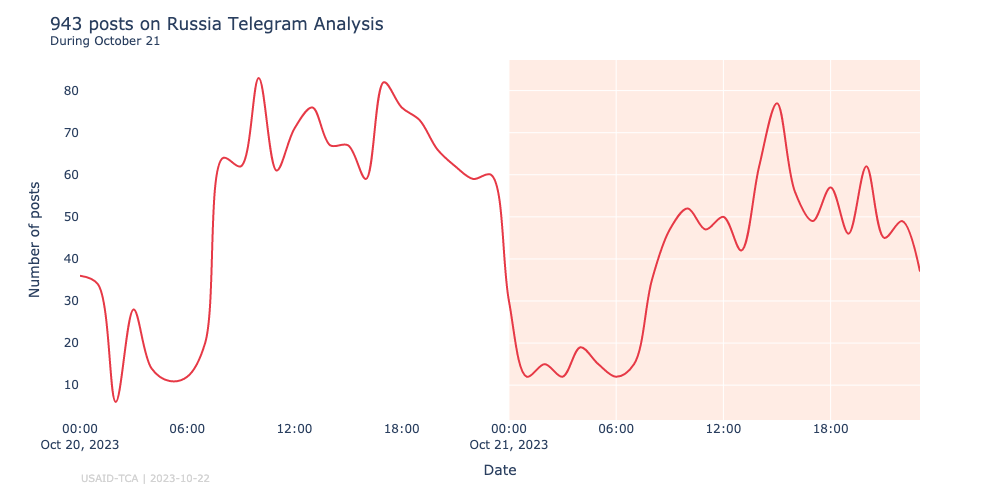 943 posts on Russia Telegram Analysis
During October 21
80
70
60
50
40
30
20
10
Number of posts
00:00 06:00 12:00 18:00 00:00 06:00 12:00 18:00
Oct 20, 2023 Oct 21, 2023
Date
USAID-TCA | 2023-10-22